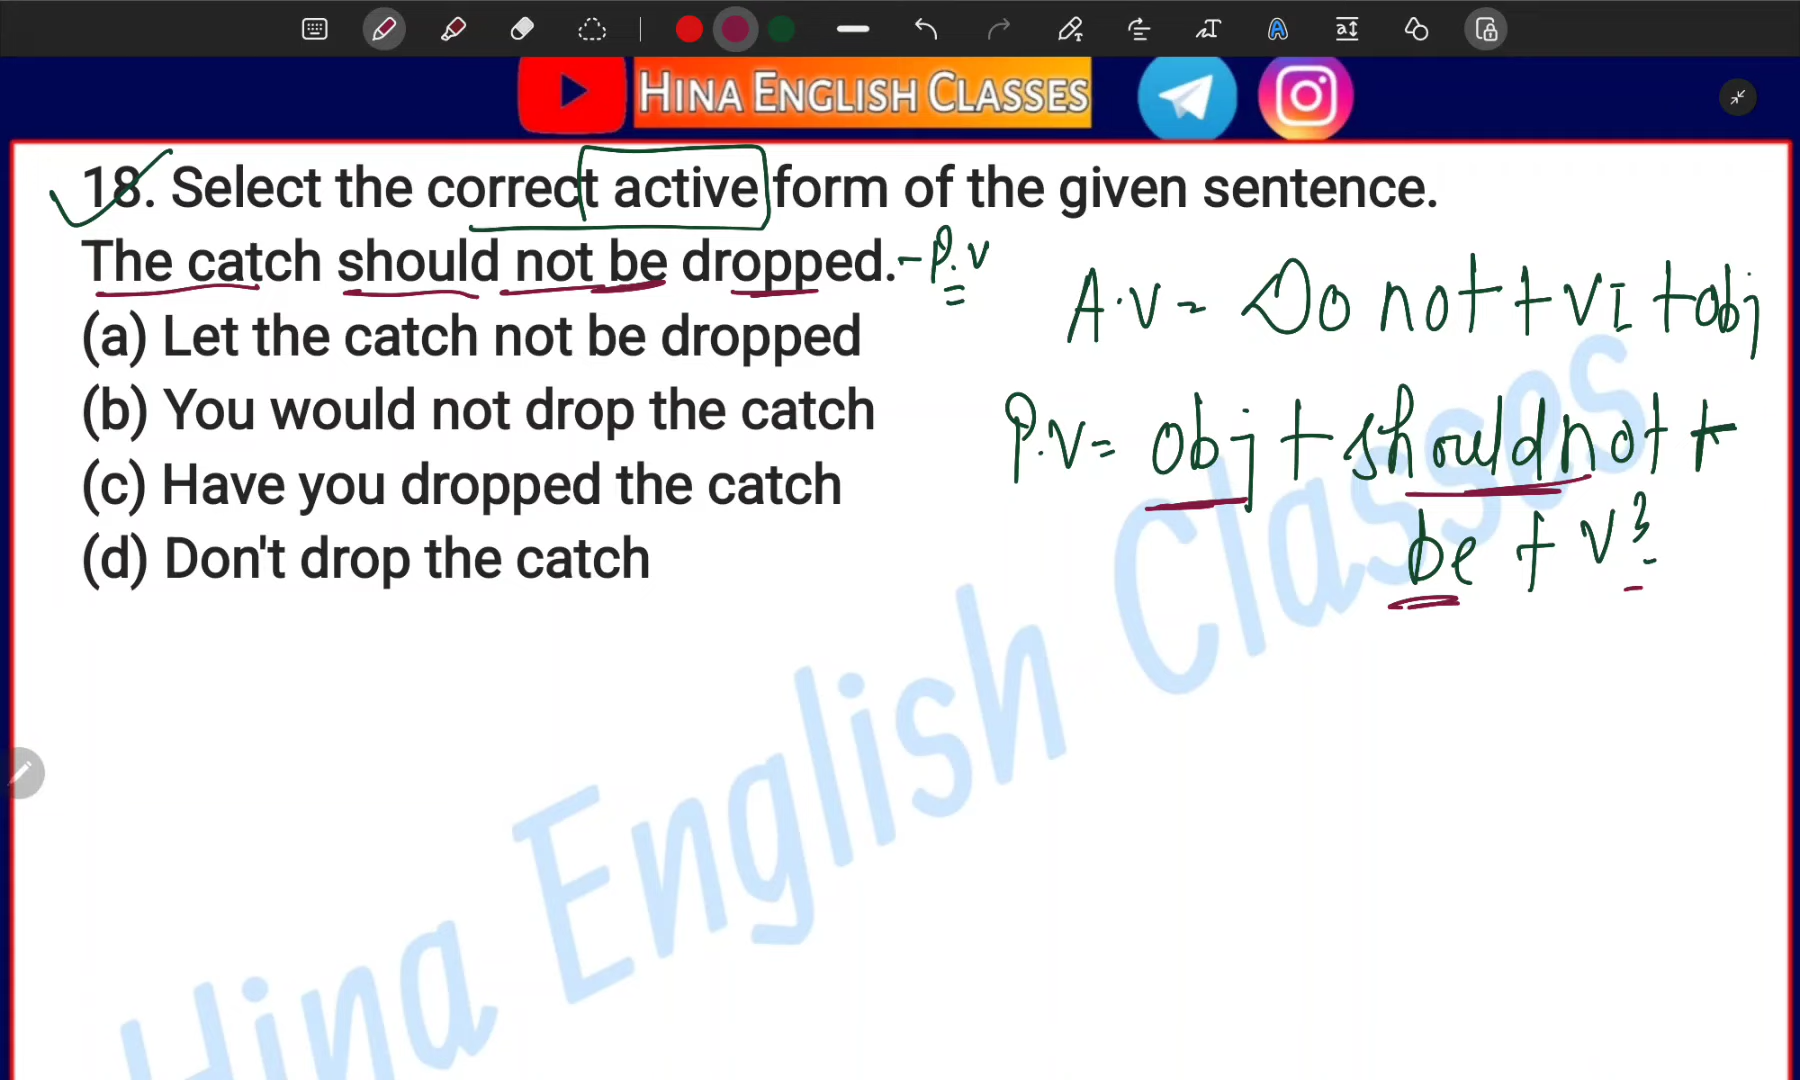 HINA ENGLISH CLASSES
18. Select the correct active form of the given sentence.
The catch should not be dropped. - P.V
(a) Let the catch not be dropped
(b) You would not drop the catch
(c) Have you dropped the catch
(d) Don't drop the catch
A.V = Do not + VI + obj
P.V = obj + should not +
be + V3
Hina English Classes